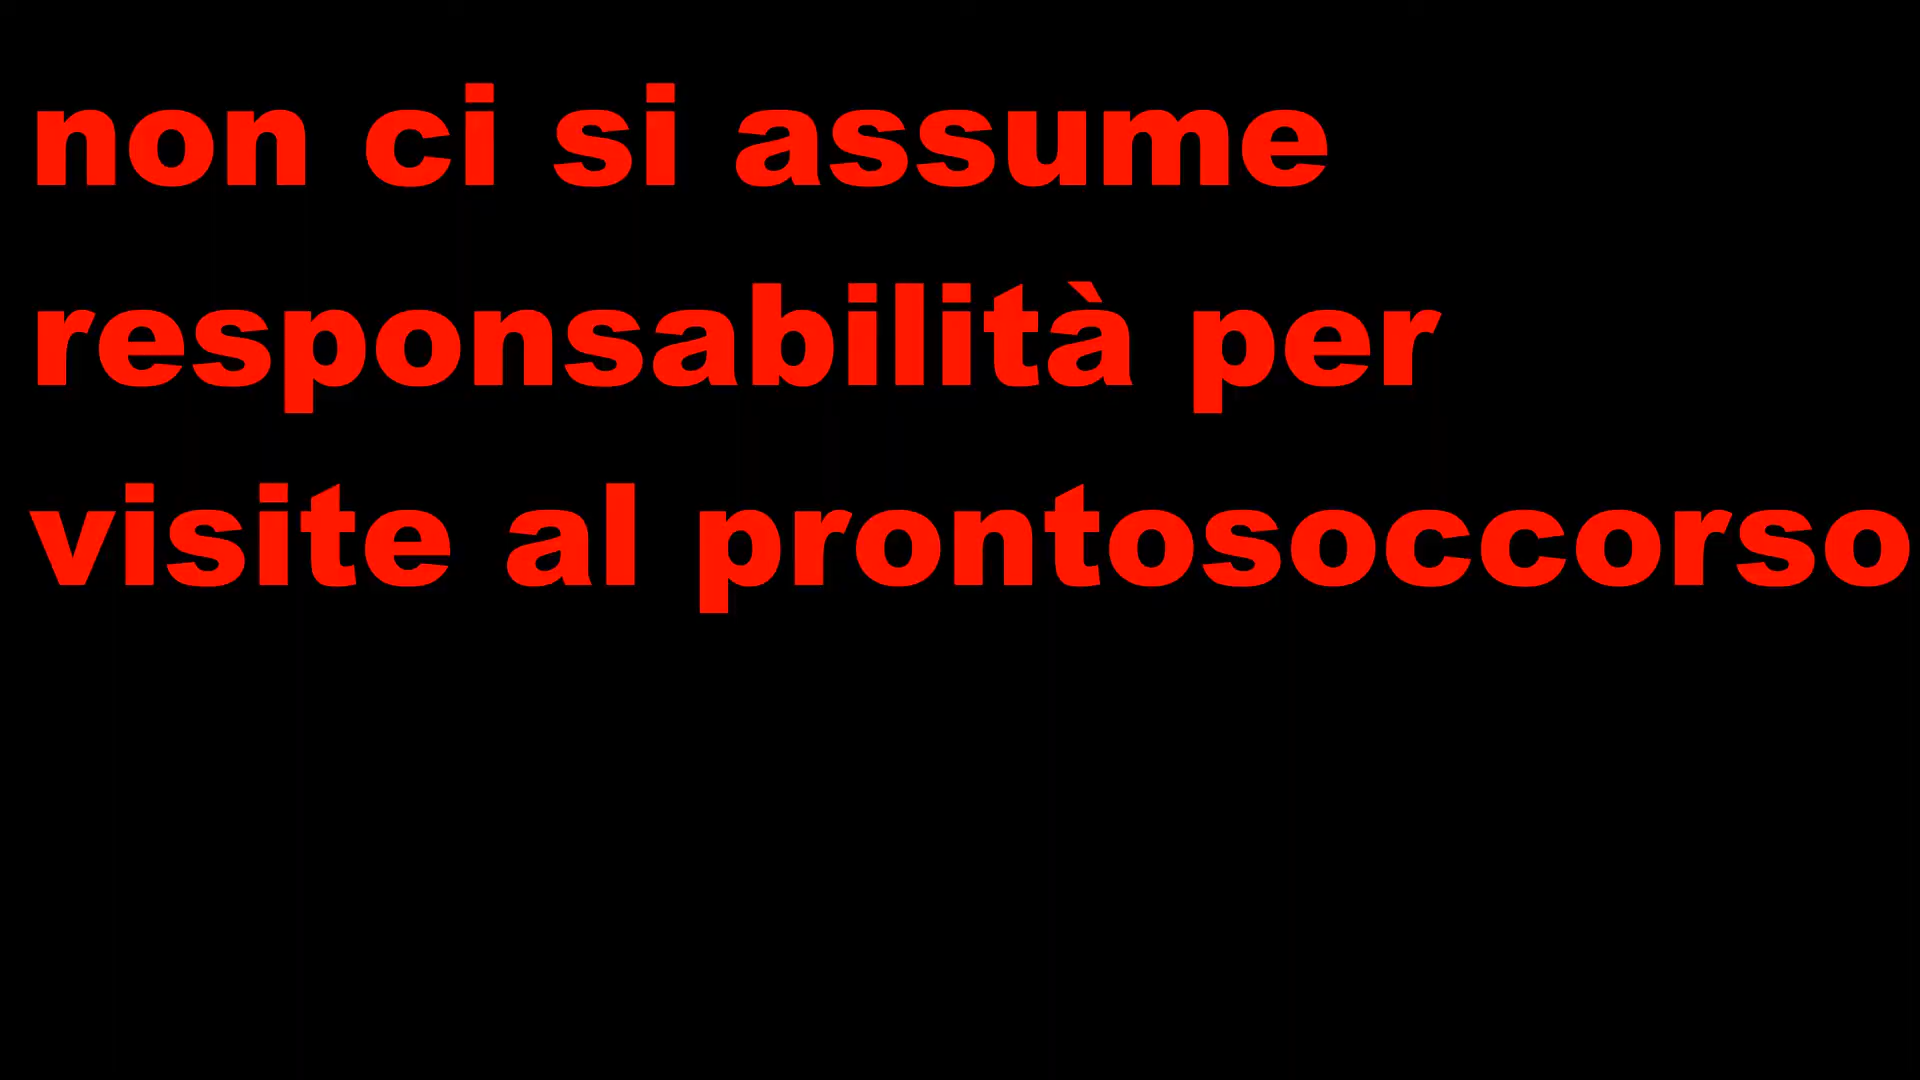 non ci si assume
responsabilità per
visite al prontosoccorso